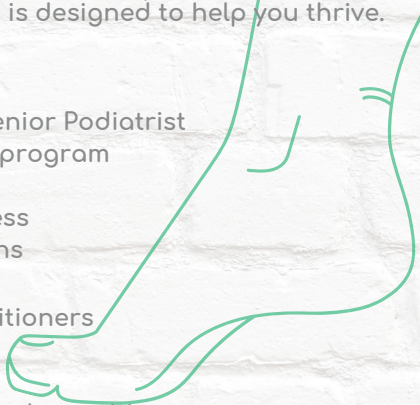 is designed to help you thrive.
enior Podiatrist
program
ess
ns
itioners